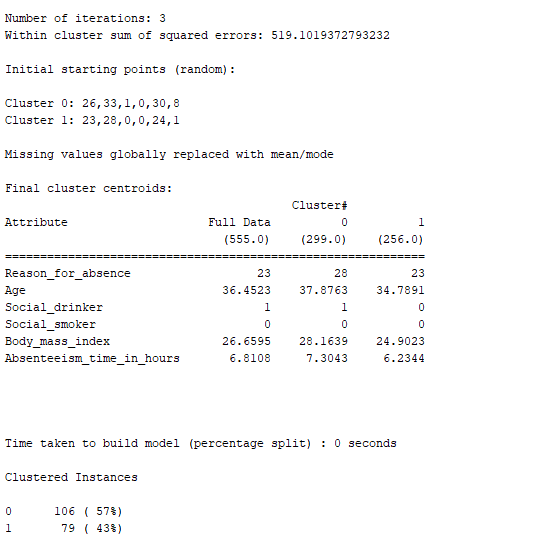 Number of iterations: 3
Within cluster sum of squared errors: 519.1019372793232
Initial starting points (random):
Cluster 0: 26,33,1,0,30,8
Cluster 1: 23,28,0,0,24,1
Missing values globally replaced with mean/mode
Final cluster centroids:
Cluster#
Attribute Full Data 0 1
(555.0) (299.0) (256.0)
==============================================================
Reason_for_absence 23 28 23
Age 36.4523 37.8763 34.7891
Social_drinker 1 1 0
Social_smoker 0 0 0
Body_mass_index 26.6595 28.1639 24.9023
Absenteeism_time_in_hours 6.8108 7.3043 6.2344
Time taken to build model (percentage split) : 0 seconds
Clustered Instances
0 106 ( 57%)
1 79 ( 43%)